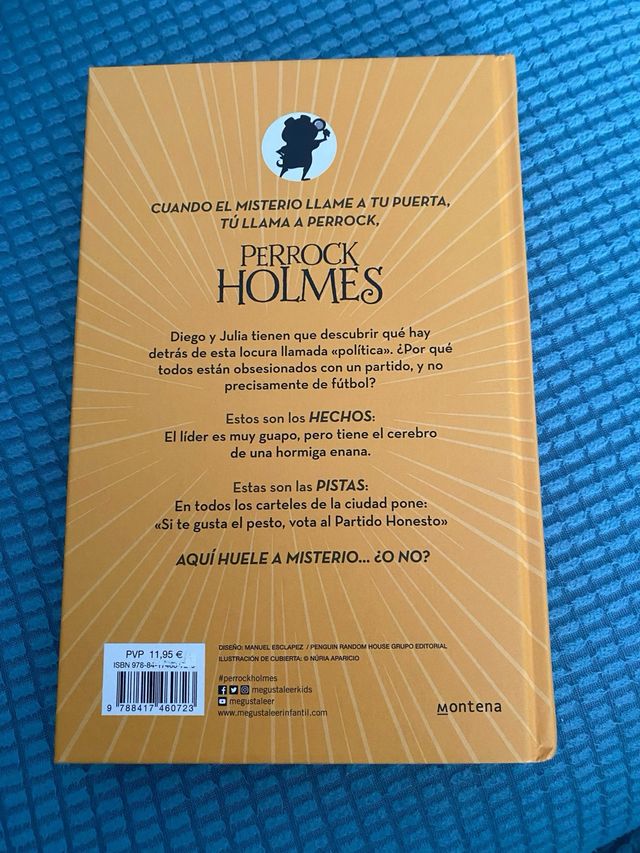 CUANDO EL MISTERIO LLAME A TU PUERTA,
TÚ LLAMA A PERROCK,
PERROCK
HOLMES
Diego y Julia tienen que descubrir qué hay
detrás de esta locura llamada «política». ¿Por qué
todos están obsesionados con un partido, y no
precisamente de fútbol?
Estos son los HECHOS:
El líder es muy guapo, pero tiene el cerebro
de una hormiga enana.
Estas son las PISTAS:
En todos los carteles de la ciudad pone:
«Si te gusta el pesto, vota al Partido Honesto»
AQUÍ HUELE A MISTERIO... ¿O NO?
PVP 11,95 €
ISBN
9 788417 460723
DISEÑO: MANUEL ESCLAPEZ / PENGUIN RANDOM HOUSE GRUPO EDITORIAL
ILUSTRACIÓN DE CUBIERTA: © NÚRIA APARICIO
#perrockholmes
megustaleerkids
megustaleer
www.megustaleerinfantil.com
Montena